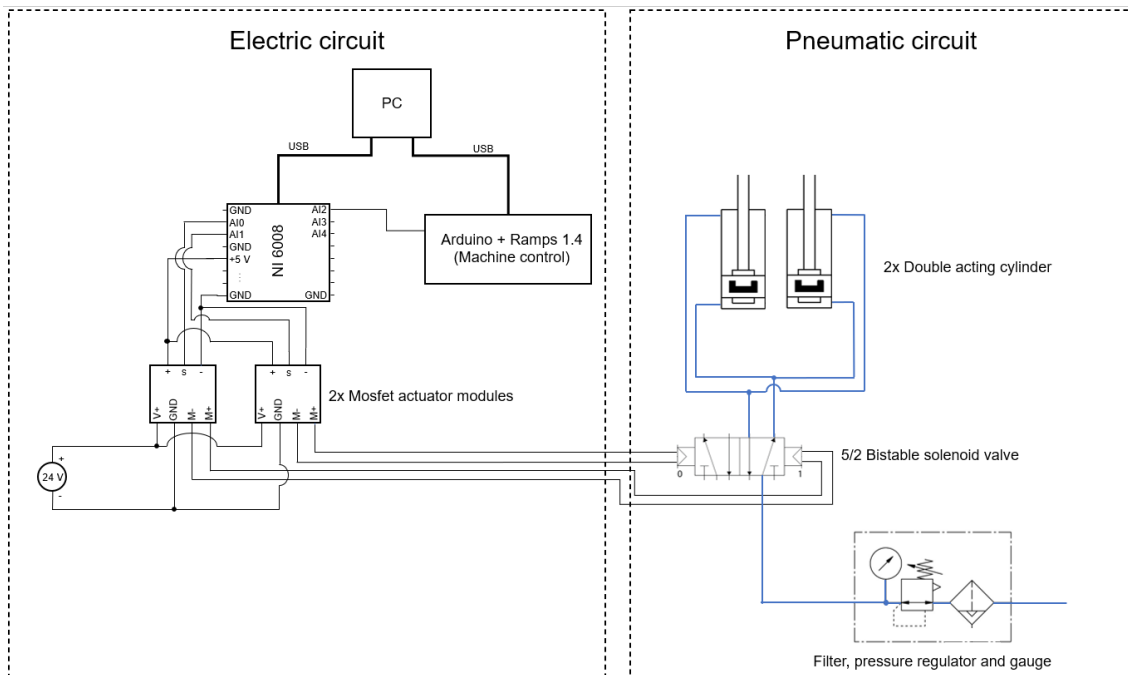 Electric circuit
Pneumatic circuit
PC
USB
USB
GND
AI0
AI1
GND
+5 V
...
GND
NI 6008
AI2
AI3
AI4
GND
Arduino + Ramps 1.4
(Machine control)
2x Double acting cylinder
+ s -
+ s -
V+ GND M- M+
V+ GND M- M+
2x Mosfet actuator modules
+
24 V
-
0
1
5/2 Bistable solenoid valve
Filter, pressure regulator and gauge